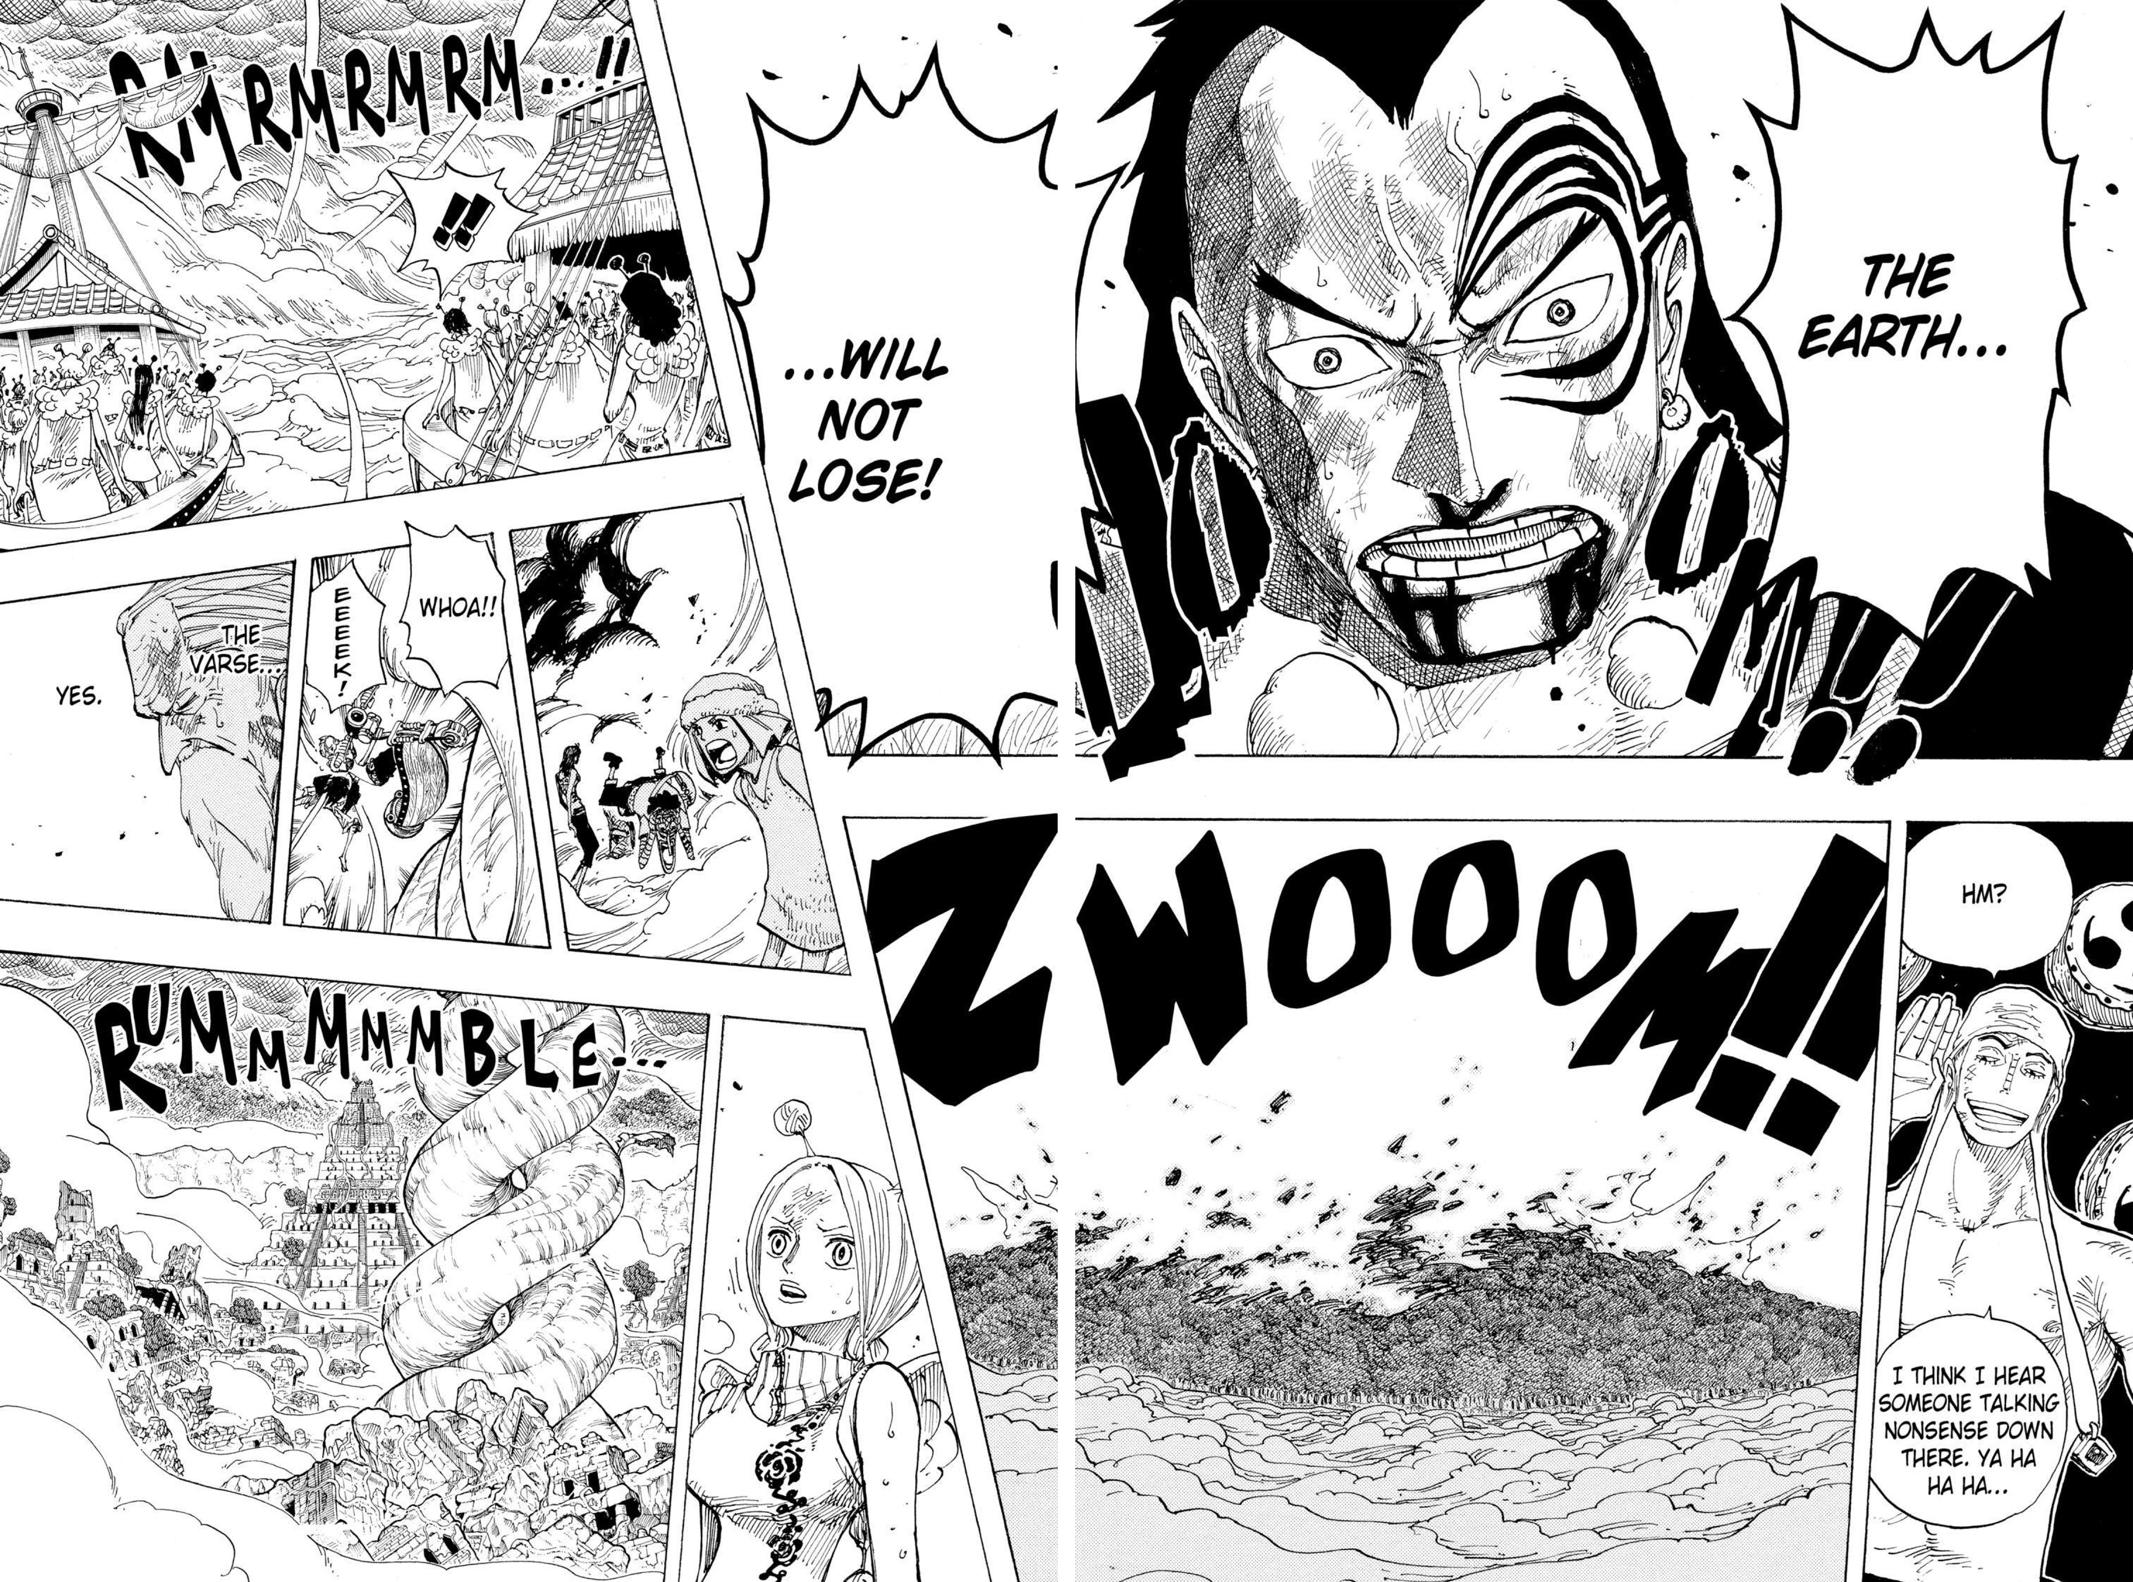 THE
EARTH...
...WILL
NOT
LOSE!
HM?
I THINK I HEAR
SOMEONE TALKING
NONSENSE DOWN
THERE. YA HA
HA HA...
ZWOOOM!!
RMRMRMRM...!!
!!
WHOA!!
EEEEEK!
THE
VARSE...
YES.
RUMMMMMBLE...